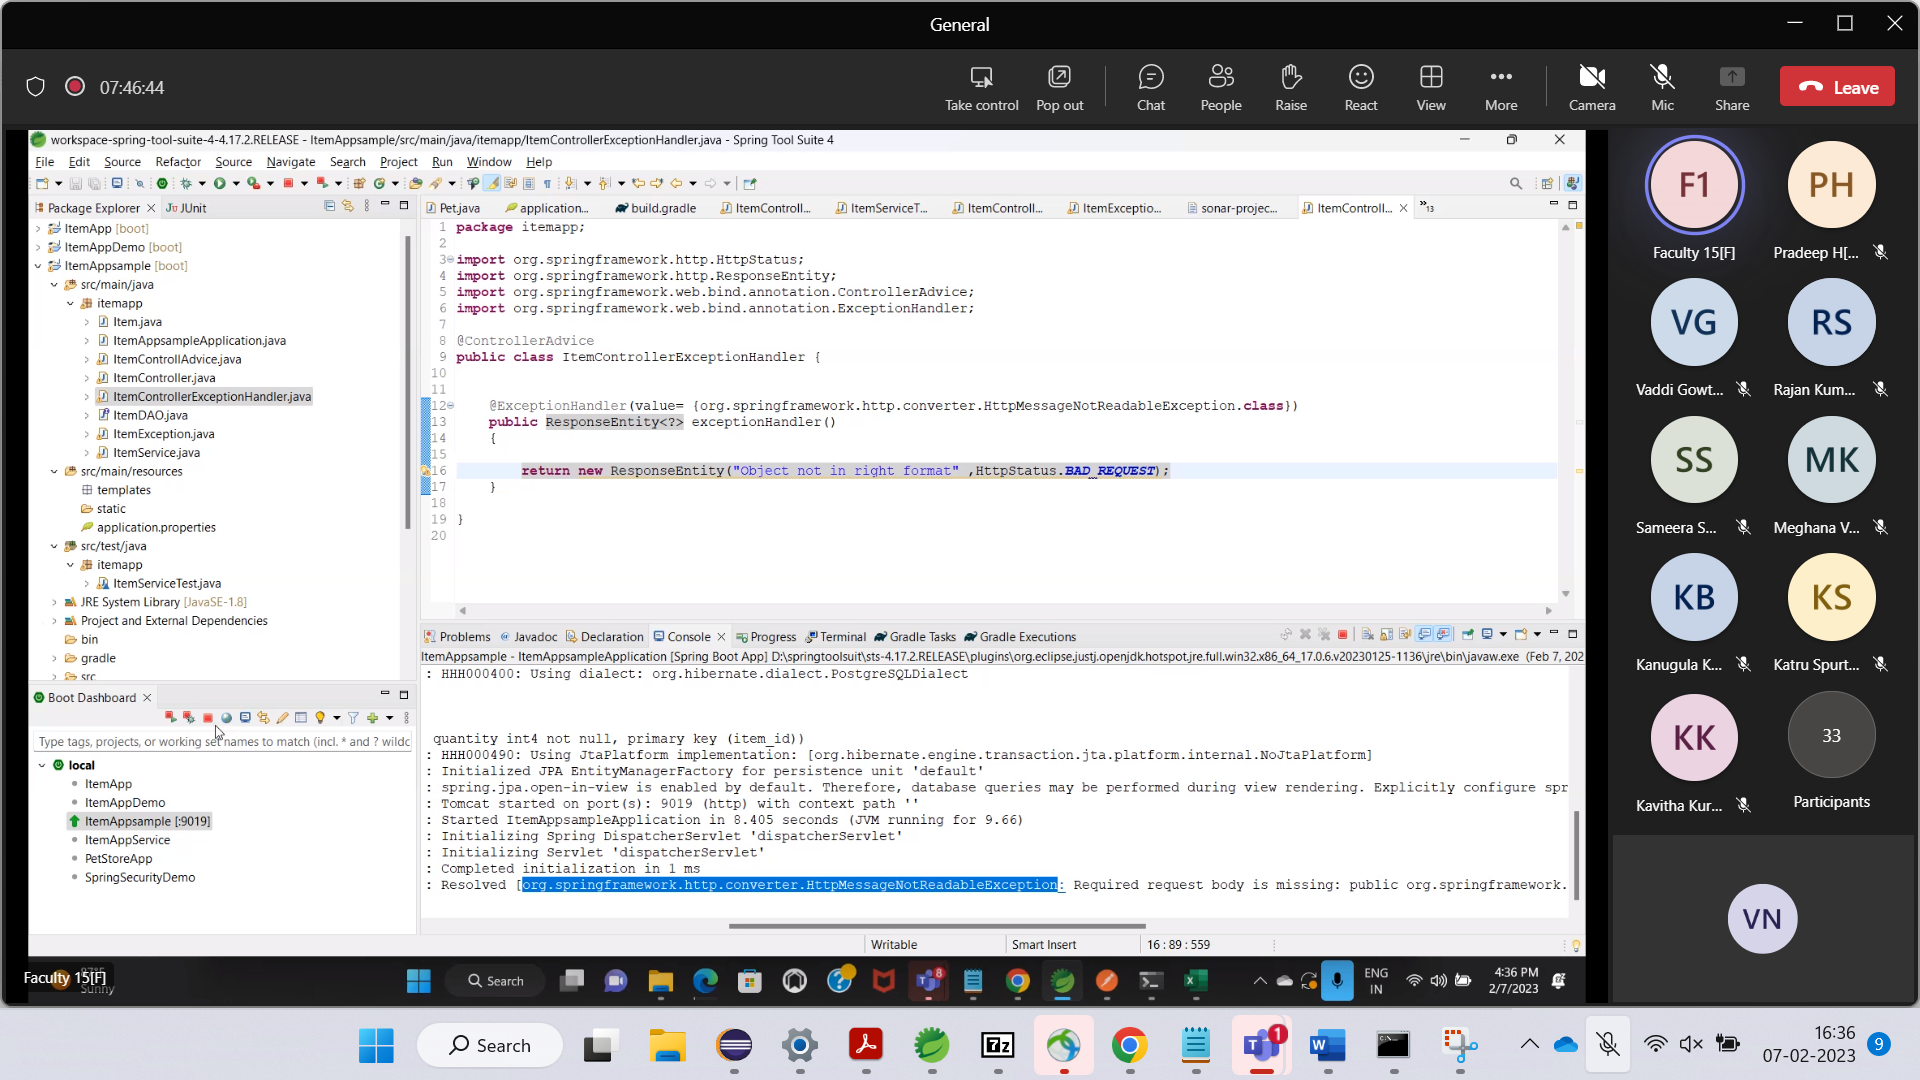 General
07:46:44
Take control
Pop out
Chat
People
Raise
React
View
More
Camera
Mic
Share
Leave
workspace-spring-tool-suite-4-4.17.2.RELEASE - ItemAppsample/src/main/java/itemapp/ItemControllerExceptionHandler.java - Spring Tool Suite 4
File Edit Source Refactor Source Navigate Search Project Run Window Help
Package Explorer
JUnit
ItemApp [boot]
ItemAppDemo [boot]
ItemAppsample [boot]
src/main/java
itemapp
Item.java
ItemAppsampleApplication.java
ItemControllAdvice.java
ItemController.java
ItemControllerExceptionHandler.java
ItemDAO.java
ItemException.java
ItemService.java
src/main/resources
templates
static
application.properties
src/test/java
itemapp
ItemServiceTest.java
JRE System Library [JavaSE-1.8]
Project and External Dependencies
bin
gradle
src
Pet.java
application...
build.gradle
ItemControll...
ItemServiceT...
ItemControll...
ItemExceptio...
sonar-projec...
ItemControll...
»13
1 package itemapp;
2
3 import org.springframework.http.HttpStatus;
4 import org.springframework.http.ResponseEntity;
5 import org.springframework.web.bind.annotation.ControllerAdvice;
6 import org.springframework.web.bind.annotation.ExceptionHandler;
7
8 @ControllerAdvice
9 public class ItemControllerExceptionHandler {
10
11
12 @ExceptionHandler(value= {org.springframework.http.converter.HttpMessageNotReadableException.class})
13 public ResponseEntity<?> exceptionHandler()
14 {
15
16 return new ResponseEntity("Object not in right format" ,HttpStatus.BAD_REQUEST);
17 }
18
19 }
20
Boot Dashboard
Type tags, projects, or working set names to match (incl. * and ? wildc
local
ItemApp
ItemAppDemo
ItemAppsample [:9019]
ItemAppService
PetStoreApp
SpringSecurityDemo
Problems
Javadoc
Declaration
Console
Progress
Terminal
Gradle Tasks
Gradle Executions
ItemAppsample - ItemAppsampleApplication [Spring Boot App] D:\springtoolsuit\sts-4.17.2.RELEASE\plugins\org.eclipse.justj.openjdk.hotspot.jre.full.win32.x86_64_17.0.6.v20230125-1136\jre\bin\javaw.exe (Feb 7, 202
: HHH000400: Using dialect: org.hibernate.dialect.PostgreSQLDialect
quantity int4 not null, primary key (item_id))
: HHH000490: Using JtaPlatform implementation: [org.hibernate.engine.transaction.jta.platform.internal.NoJtaPlatform]
: Initialized JPA EntityManagerFactory for persistence unit 'default'
: spring.jpa.open-in-view is enabled by default. Therefore, database queries may be performed during view rendering. Explicitly configure spr
: Tomcat started on port(s): 9019 (http) with context path ''
: Started ItemAppsampleApplication in 8.405 seconds (JVM running for 9.66)
: Initializing Spring DispatcherServlet 'dispatcherServlet'
: Initializing Servlet 'dispatcherServlet'
: Completed initialization in 1 ms
: Resolved [org.springframework.http.converter.HttpMessageNotReadableException: Required request body is missing: public org.springframework.
Writable
Smart Insert
16 : 89 : 559
Faculty 15[F]
Sunny
Search
8
ENG
IN
4:36 PM
2/7/2023
F1
Faculty 15[F]
PH
Pradeep H[...
VG
Vaddi Gowt...
RS
Rajan Kum...
SS
Sameera S...
MK
Meghana V...
KB
Kanugula K...
KS
Katru Spurt...
KK
Kavitha Kur...
33
Participants
VN
Search
7z
1
16:36
07-02-2023
9